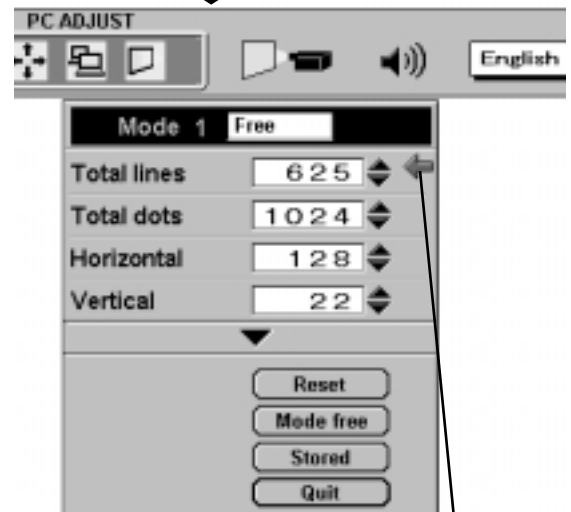 PC ADJUST
English
Mode 1 Free
Total lines 625
Total dots 1024
Horizontal 128
Vertical 22
Reset
Mode free
Stored
Quit